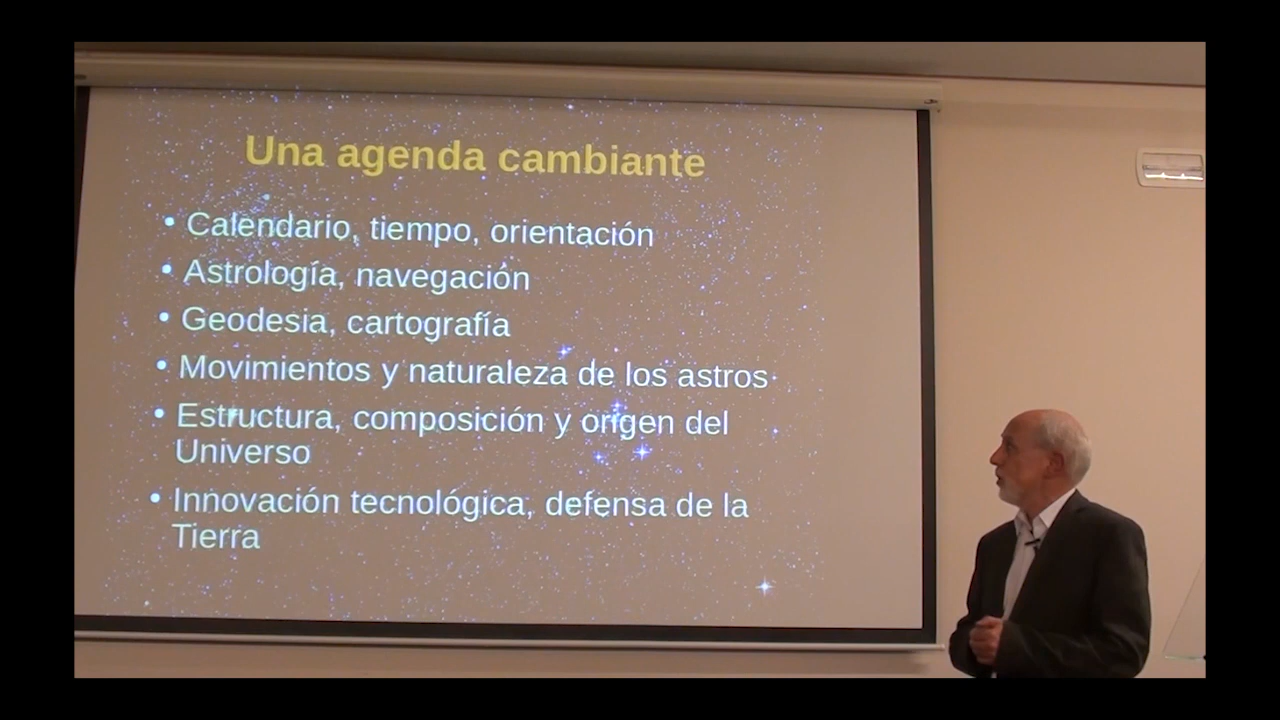 Una agenda cambiante
• Calendario, tiempo, orientación
• Astrología, navegación
• Geodesia, cartografía
• Movimientos y naturaleza de los astros
• Estructura, composición y origen del
Universo
• Innovación tecnológica, defensa de la
Tierra